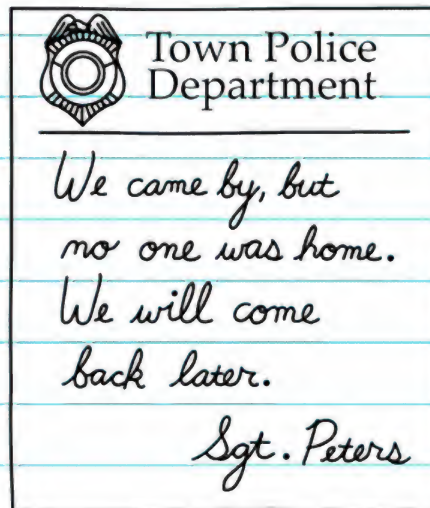 Town Police
Department
We came by, but
no one was home.
We will come
back later.
Sgt. Peters